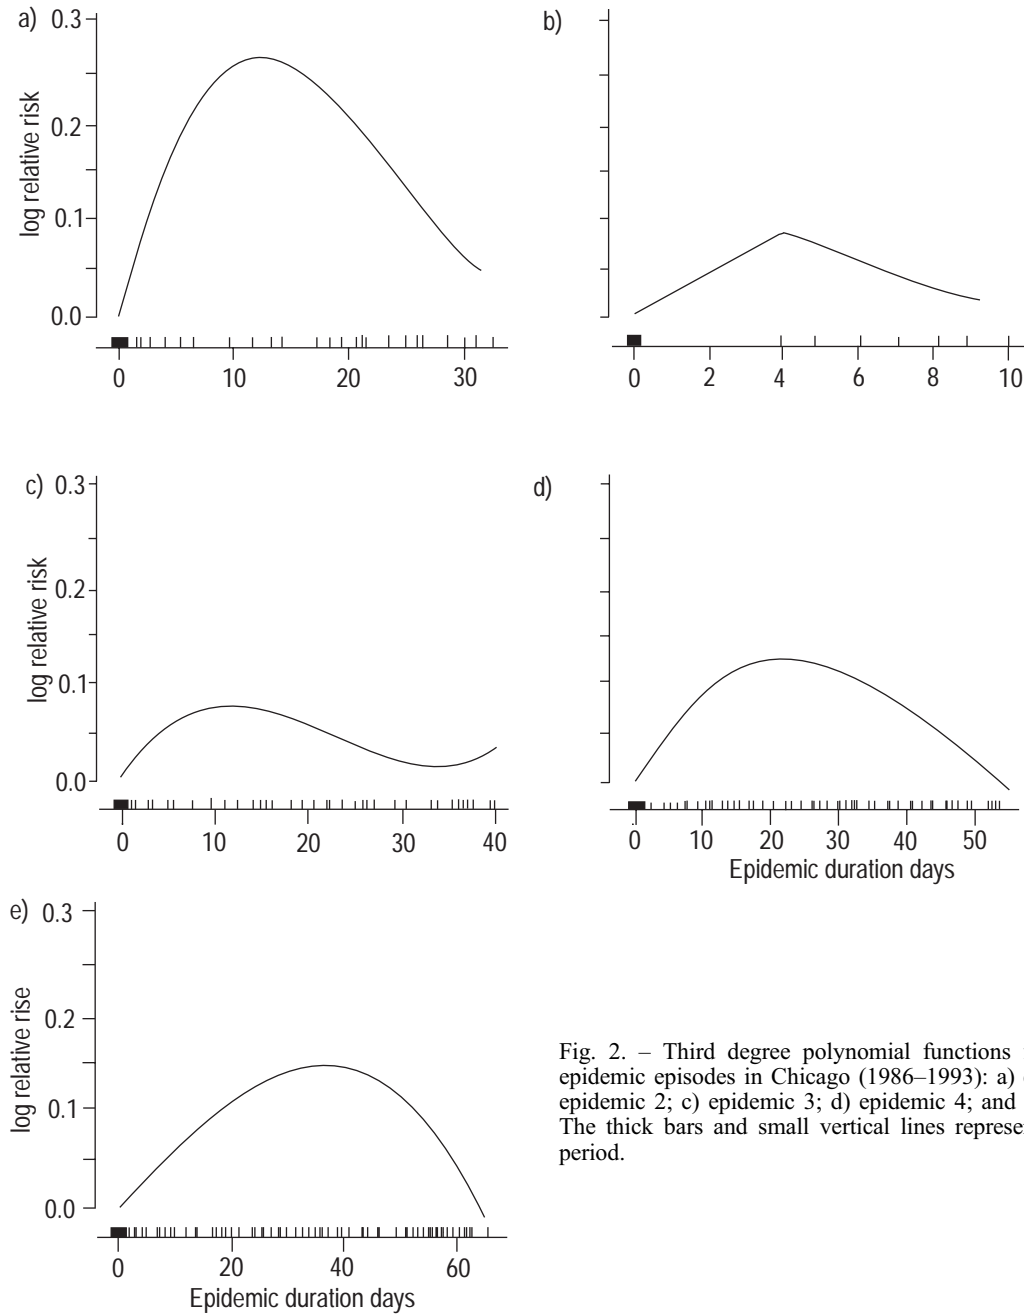 a)
0.3
0.2
0.1
0.0
log relative risk
0 10 20 30
b)
0 2 4 6 8 10
c)
0.3
0.2
0.1
0.0
log relative risk
0 10 20 30 40
d)
0 10 20 30 40 50
Epidemic duration days
e)
0.3
0.2
0.1
0.0
log relative rise
0 20 40 60
Epidemic duration days
Fig. 2. – Third degree polynomial functions
epidemic episodes in Chicago (1986–1993): a)
epidemic 2; c) epidemic 3; d) epidemic 4; and
The thick bars and small vertical lines
period.